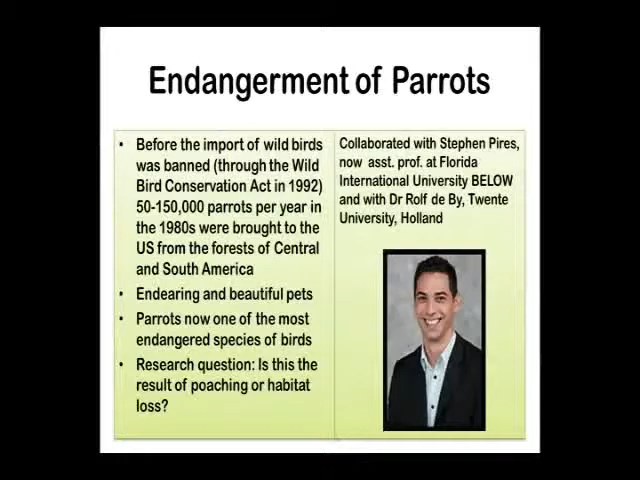 Endangerment of Parrots
• Before the import of wild birds
was banned (through the Wild
Bird Conservation Act in 1992)
50-150,000 parrots per year in
the 1980s were brought to the
US from the forests of Central
and South America
• Endearing and beautiful pets
• Parrots now one of the most
endangered species of birds
• Research question: Is this the
result of poaching or habitat
loss?
Collaborated with Stephen Pires,
now asst. prof. at Florida
International University BELOW
and with Dr Rolf de By, Twente
University, Holland